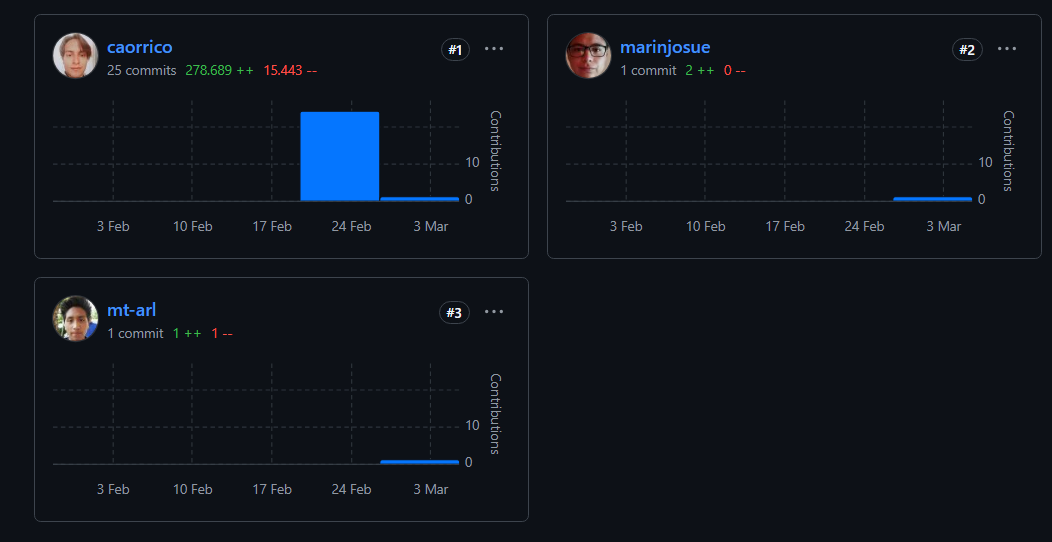 caorrico #1 ...
25 commits 278.689 ++ 15.443 --
Contributions
10
0
3 Feb 10 Feb 17 Feb 24 Feb 3 Mar
marinjosue #2 ...
1 commit 2 ++ 0 --
Contributions
10
0
3 Feb 10 Feb 17 Feb 24 Feb 3 Mar
mt-arl #3 ...
1 commit 1 ++ 1 --
Contributions
10
0
3 Feb 10 Feb 17 Feb 24 Feb 3 Mar